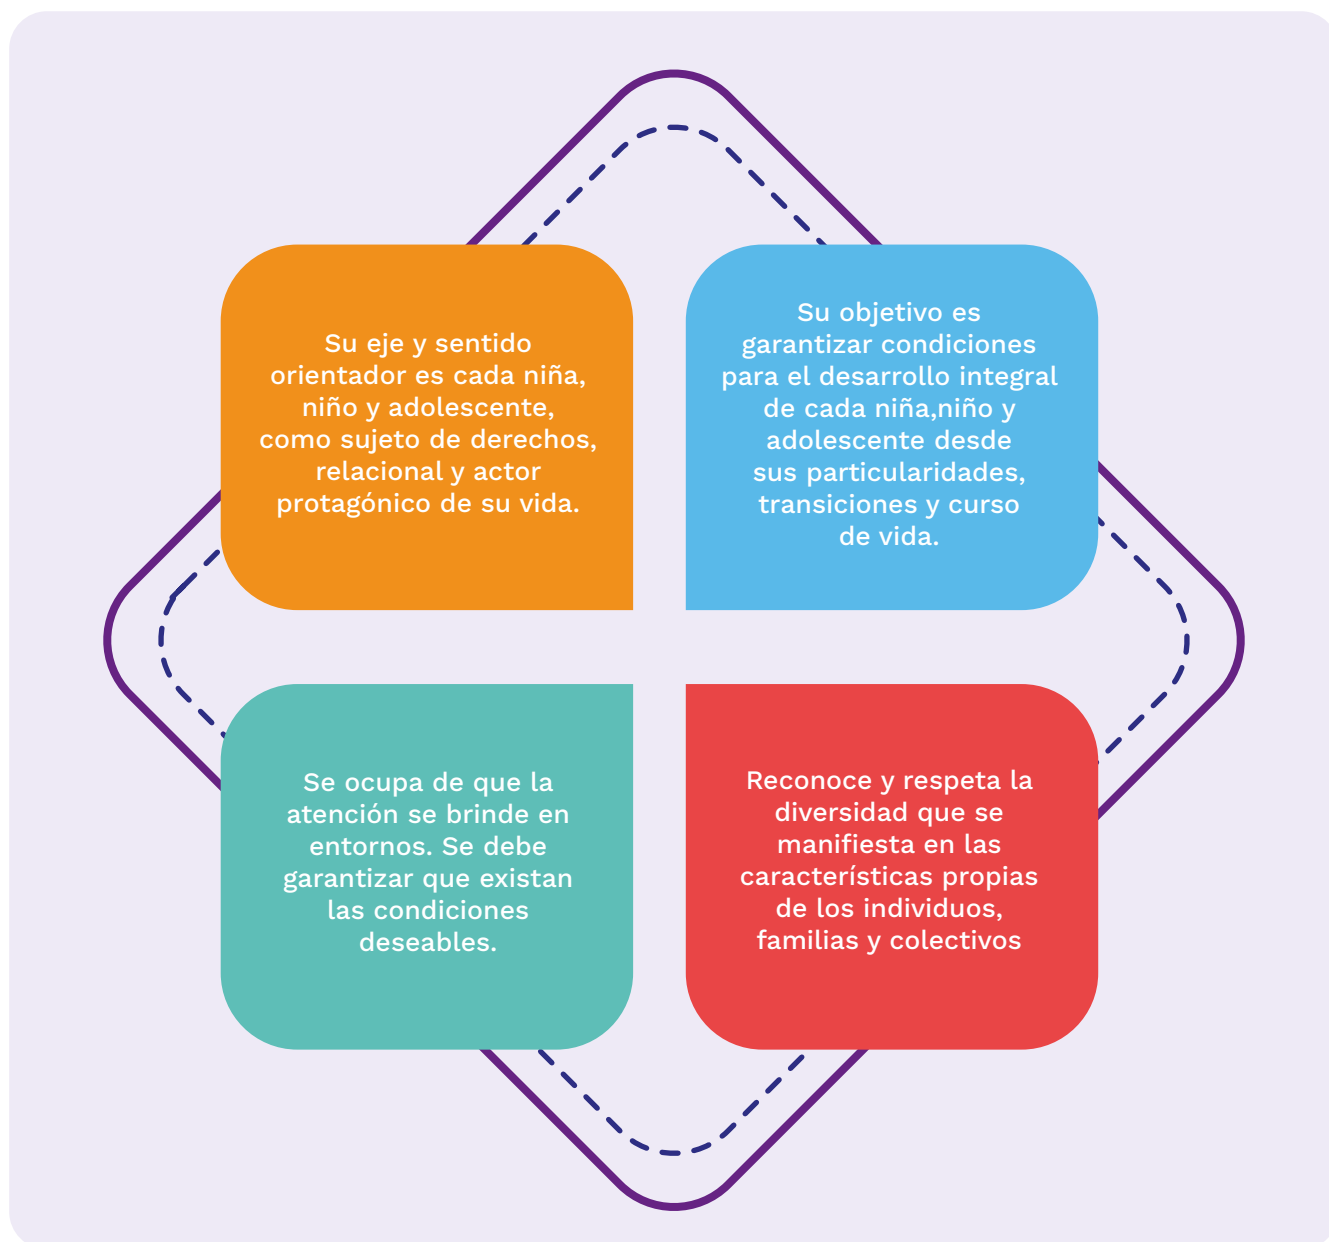 Su eje y sentido
orientador es cada niña,
niño y adolescente,
como sujeto de derechos,
relacional y actor
protagónico de su vida.
Su objetivo es
garantizar condiciones
para el desarrollo integral
de cada niña,niño y
adolescente desde
sus particularidades,
transiciones y curso
de vida.
Se ocupa de que la
atención se brinde en
entornos. Se debe
garantizar que existan
las condiciones
deseables.
Reconoce y respeta la
diversidad que se
manifiesta en las
características propias
de los individuos,
familias y colectivos